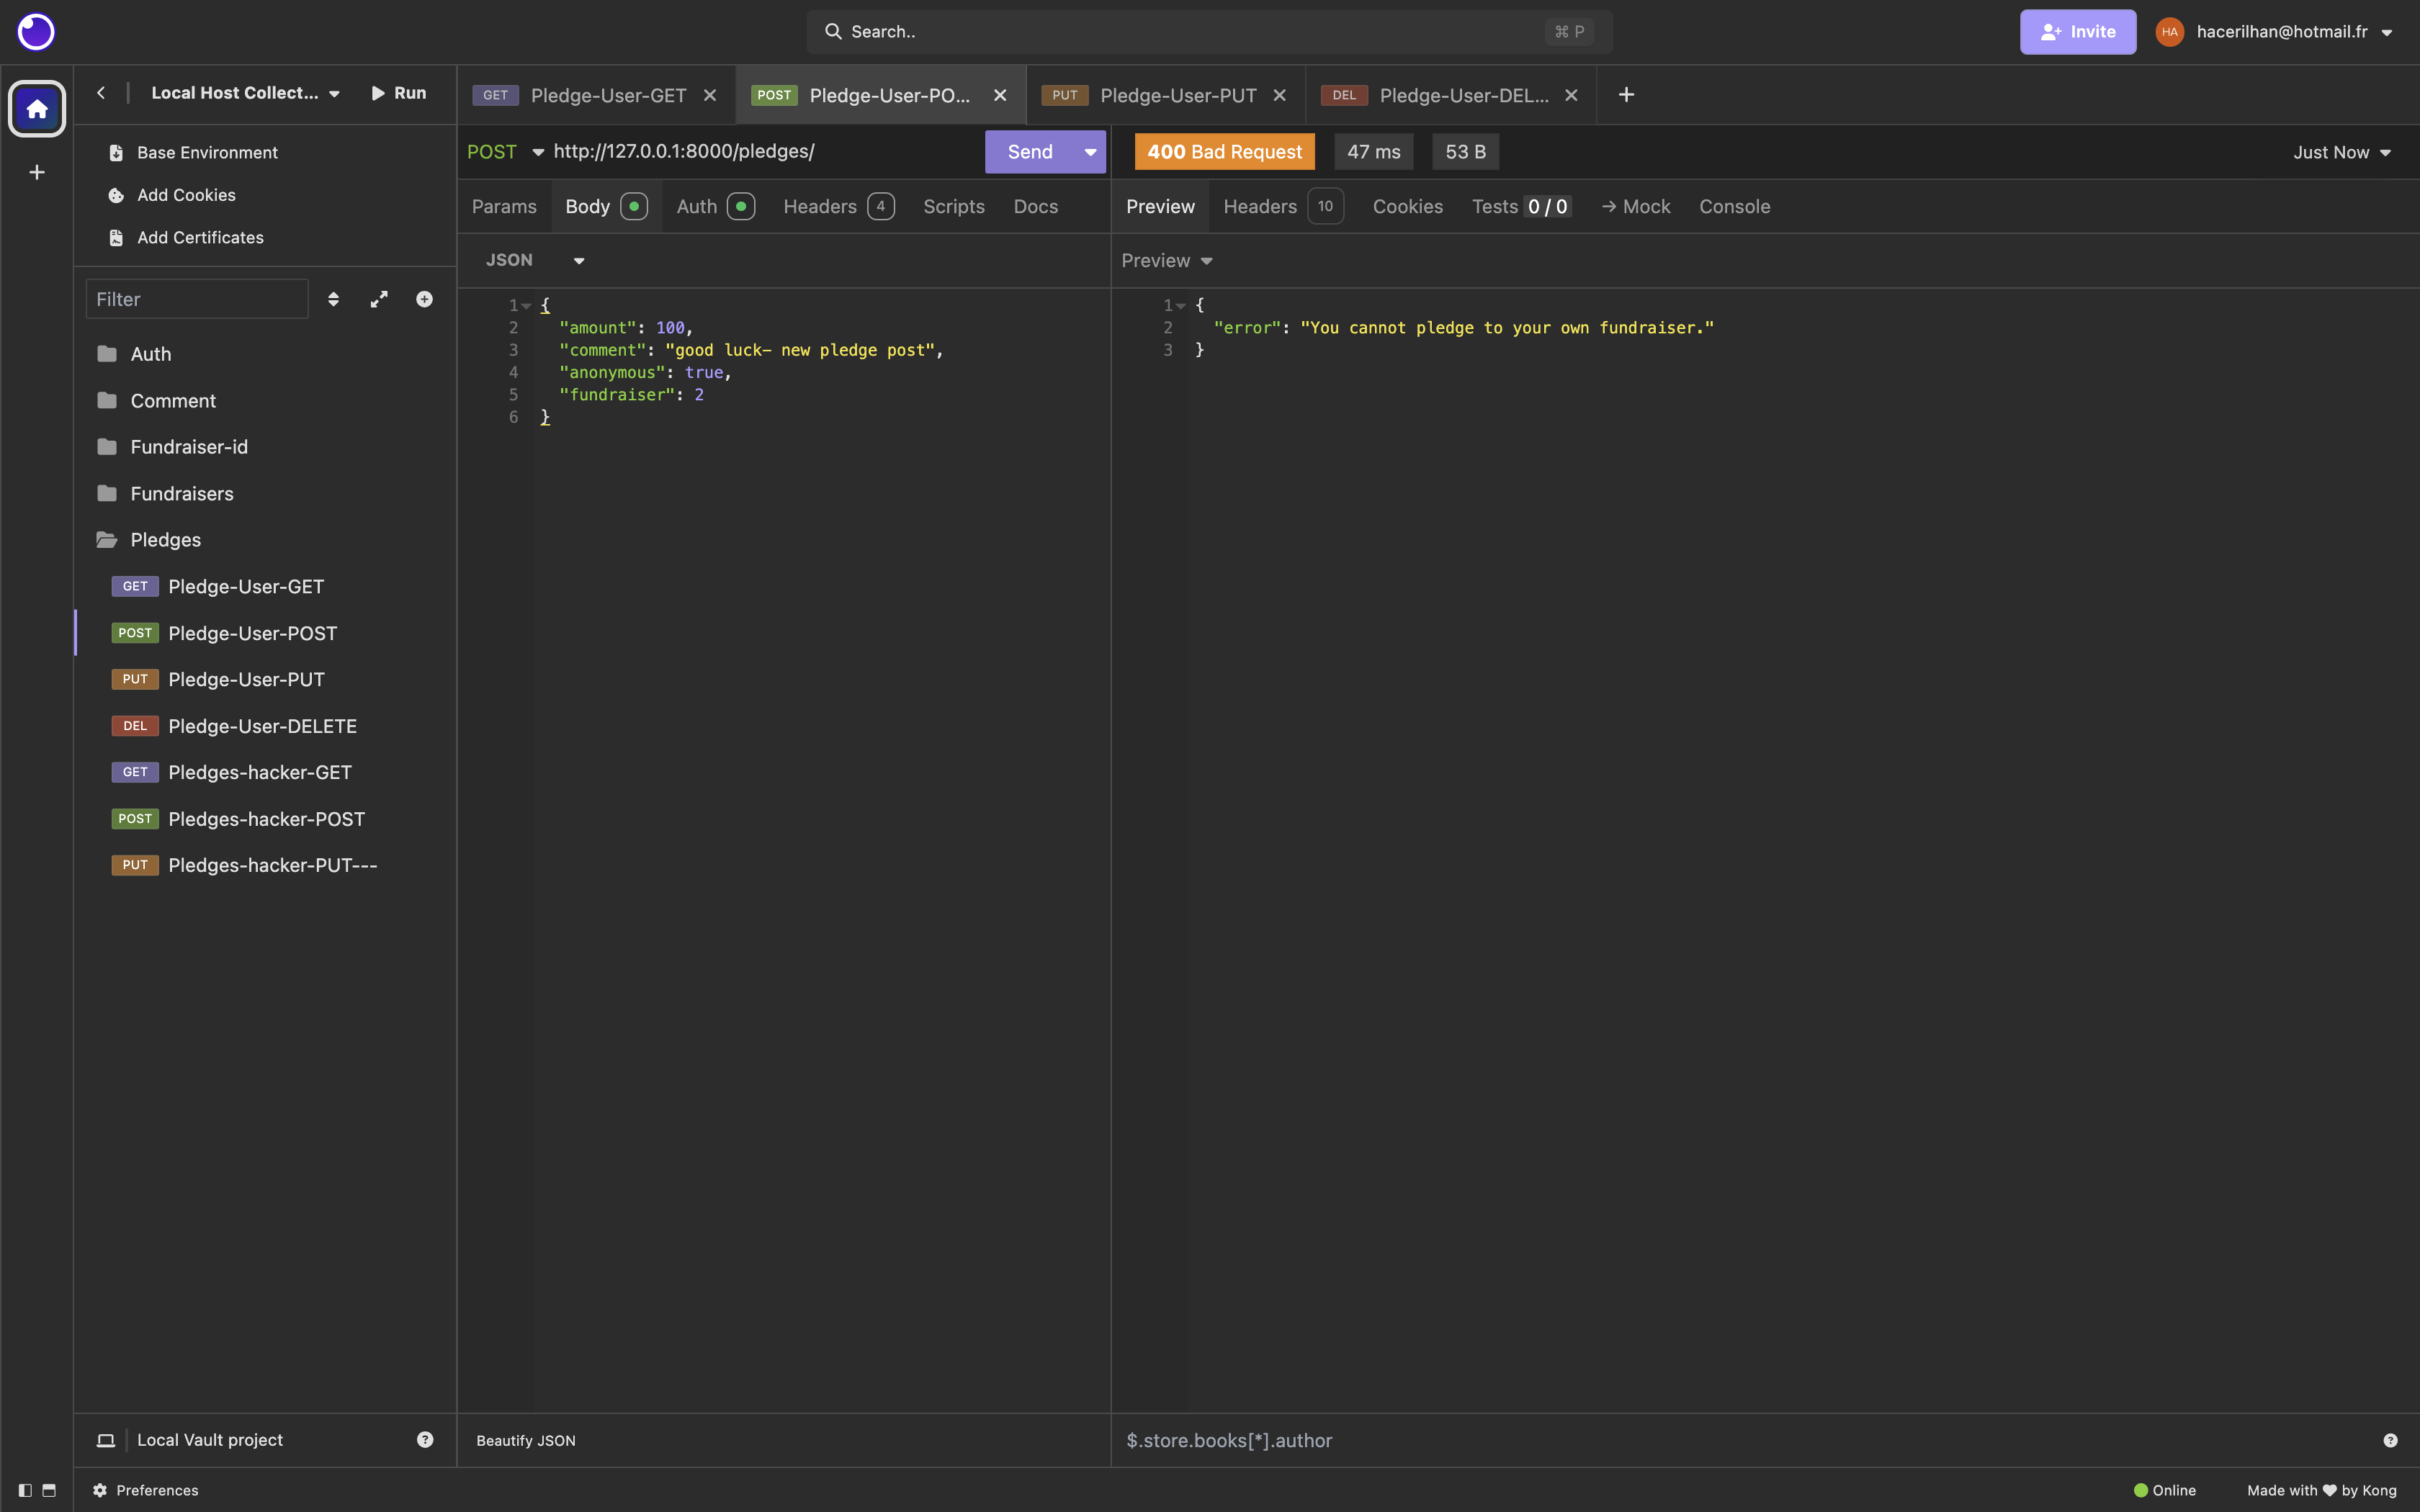 Search..
⌘ P
Invite
HA
hacerilhan@hotmail.fr
Local Host Collect...
Run
GET Pledge-User-GET
POST Pledge-User-PO...
PUT Pledge-User-PUT
DEL Pledge-User-DEL...
Base Environment
Add Cookies
Add Certificates
Filter
Auth
Comment
Fundraiser-id
Fundraisers
Pledges
GET Pledge-User-GET
POST Pledge-User-POST
PUT Pledge-User-PUT
DEL Pledge-User-DELETE
GET Pledges-hacker-GET
POST Pledges-hacker-POST
PUT Pledges-hacker-PUT---
Local Vault project
POST http://127.0.0.1:8000/pledges/
Send
Params Body Auth Headers 4 Scripts Docs
JSON
1 {
2 "amount": 100,
3 "comment": "good luck- new pledge post",
4 "anonymous": true,
5 "fundraiser": 2
6 }
Beautify JSON
400 Bad Request 47 ms 53 B
Just Now
Preview Headers 10 Cookies Tests 0 / 0 → Mock Console
Preview
1 {
2 "error": "You cannot pledge to your own fundraiser."
3 }
$.store.books[*].author
Preferences
Online
Made with ♥ by Kong